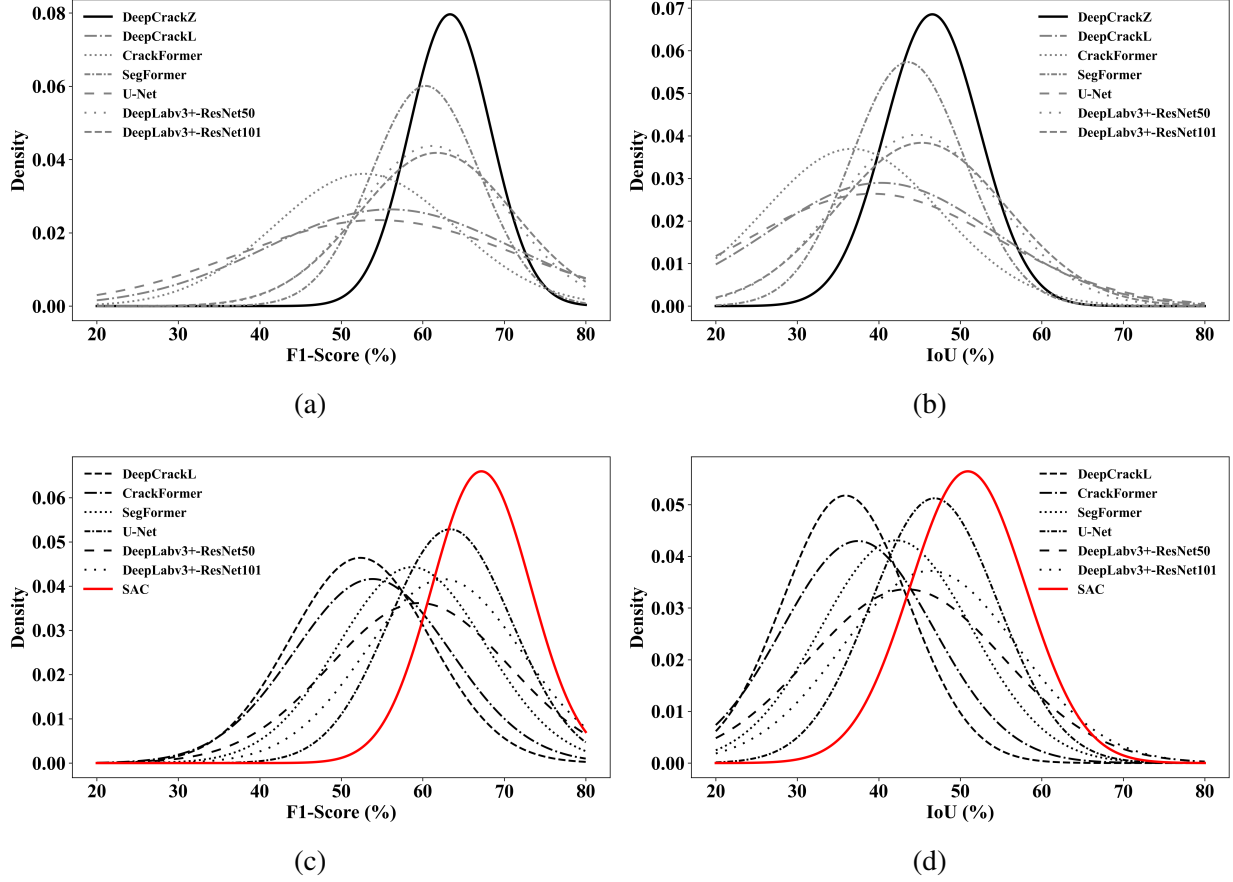 0.08
0.06
0.04
0.02
0.00
Density
DeepCrackZ
DeepCrackL
CrackFormer
SegFormer
U-Net
DeepLabv3+-ResNet50
DeepLabv3+-ResNet101
20 30 40 50 60 70 80
F1-Score (%)
(a)
0.07
0.06
0.05
0.04
0.03
0.02
0.01
0.00
Density
DeepCrackZ
DeepCrackL
CrackFormer
SegFormer
U-Net
DeepLabv3+-ResNet50
DeepLabv3+-ResNet101
20 30 40 50 60 70 80
IoU (%)
(b)
0.06
0.05
0.04
0.03
0.02
0.01
0.00
Density
DeepCrackL
CrackFormer
SegFormer
U-Net
DeepLabv3+-ResNet50
DeepLabv3+-ResNet101
SAC
20 30 40 50 60 70 80
F1-Score (%)
(c)
0.05
0.04
0.03
0.02
0.01
0.00
Density
DeepCrackL
CrackFormer
SegFormer
U-Net
DeepLabv3+-ResNet50
DeepLabv3+-ResNet101
SAC
20 30 40 50 60 70 80
IoU (%)
(d)